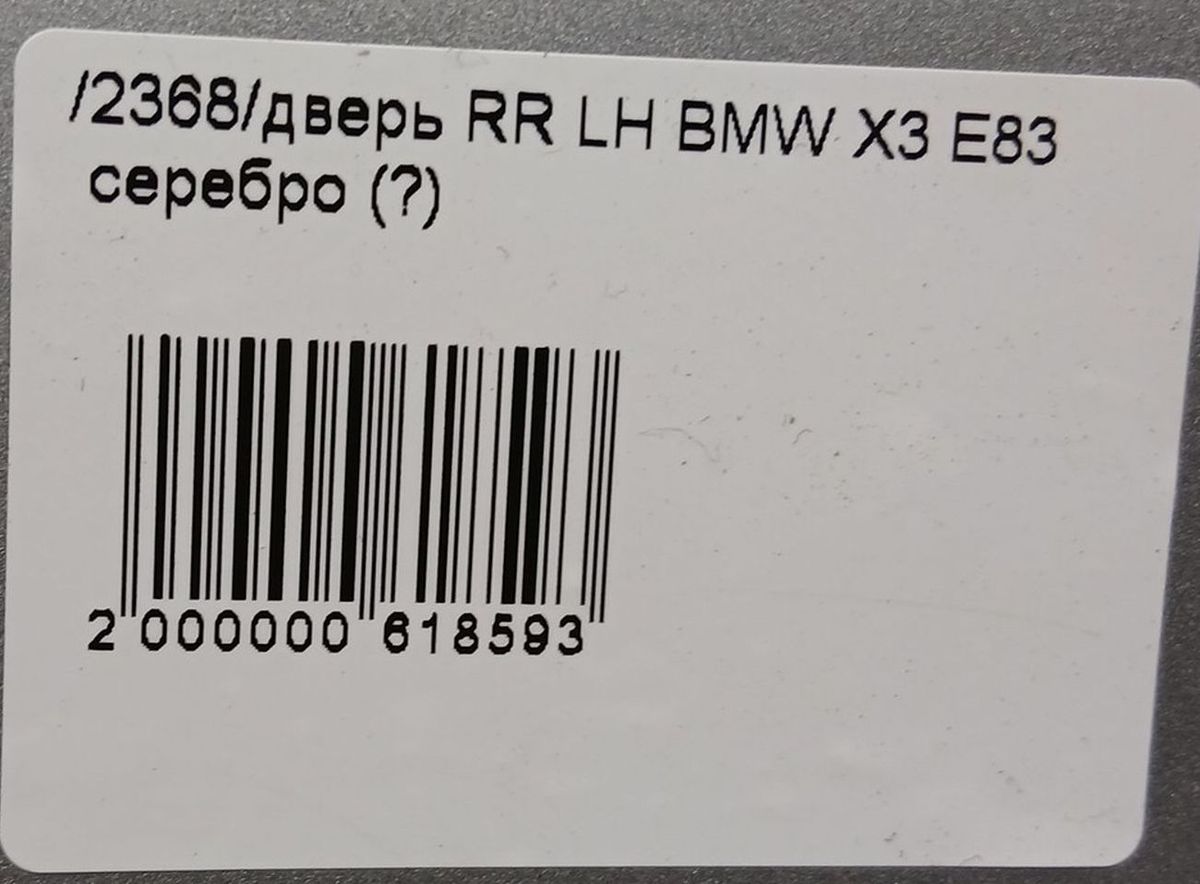 /2368/дверь RR LH BMW X3 E83
серебро (?)
2 000000 618593